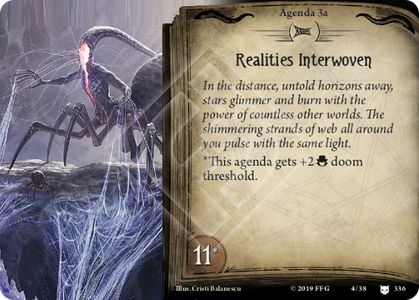 Agenda 3a
Realities Interwoven
In the distance, untold horizons away,
stars glimmer and burn with the
power of countless other worlds. The
shimmering strands of web all around
you pulse with the same light.
*This agenda gets +2 doom
threshold.
11*
Illus. Cristi Balanescu © 2019 FFG 4/38 336